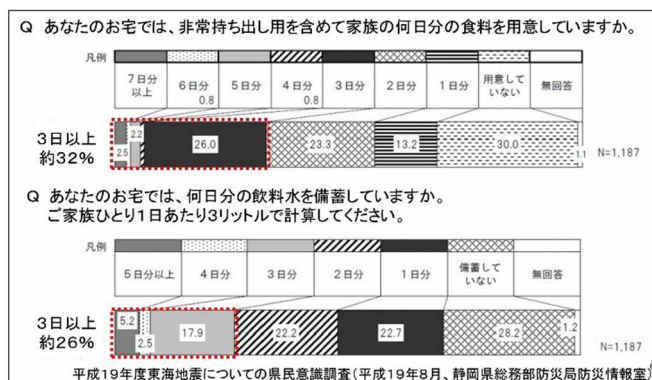 Q あなたのお宅では、非常持ち出し用を含めて家族の何日分の食料を用意していますか。
凡例
7日分以上 6日分 5日分 4日分 3日分 2日分 1日分 用意していない 無回答
0.8 0.8
3日以上 約32%
2.5 2.2 26.0 23.3 13.2 30.0 1.1 N=1,187
Q あなたのお宅では、何日分の飲料水を備蓄していますか。
ご家族ひとり1日あたり3リットルで計算してください。
凡例
5日分以上 4日分 3日分 2日分 1日分 備蓄していない 無回答
3日以上 約26%
5.2 2.5 17.9 22.2 22.7 28.2 1.2 N=1,187
平成19年度東海地震についての県民意識調査(平成19年8月、静岡県総務部防災局防災情報室)